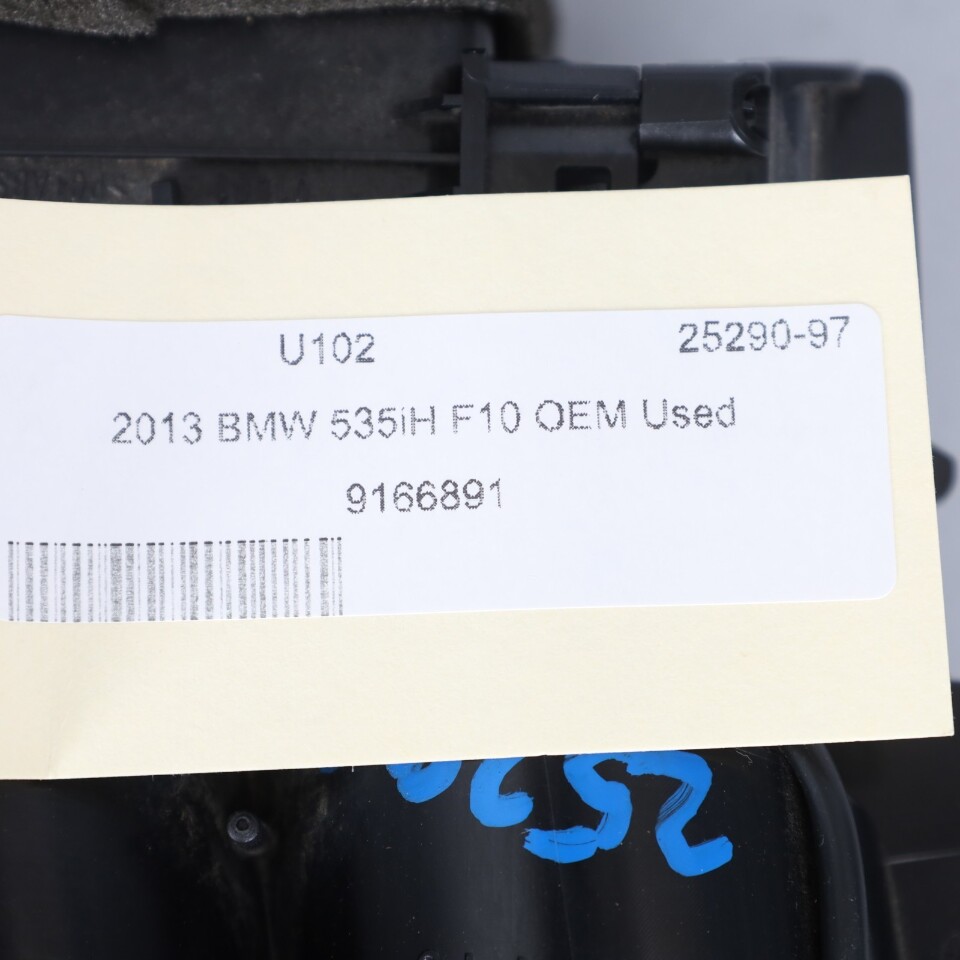 U102 25290-97
2013 BMW 535iH F10 OEM Used
9166891